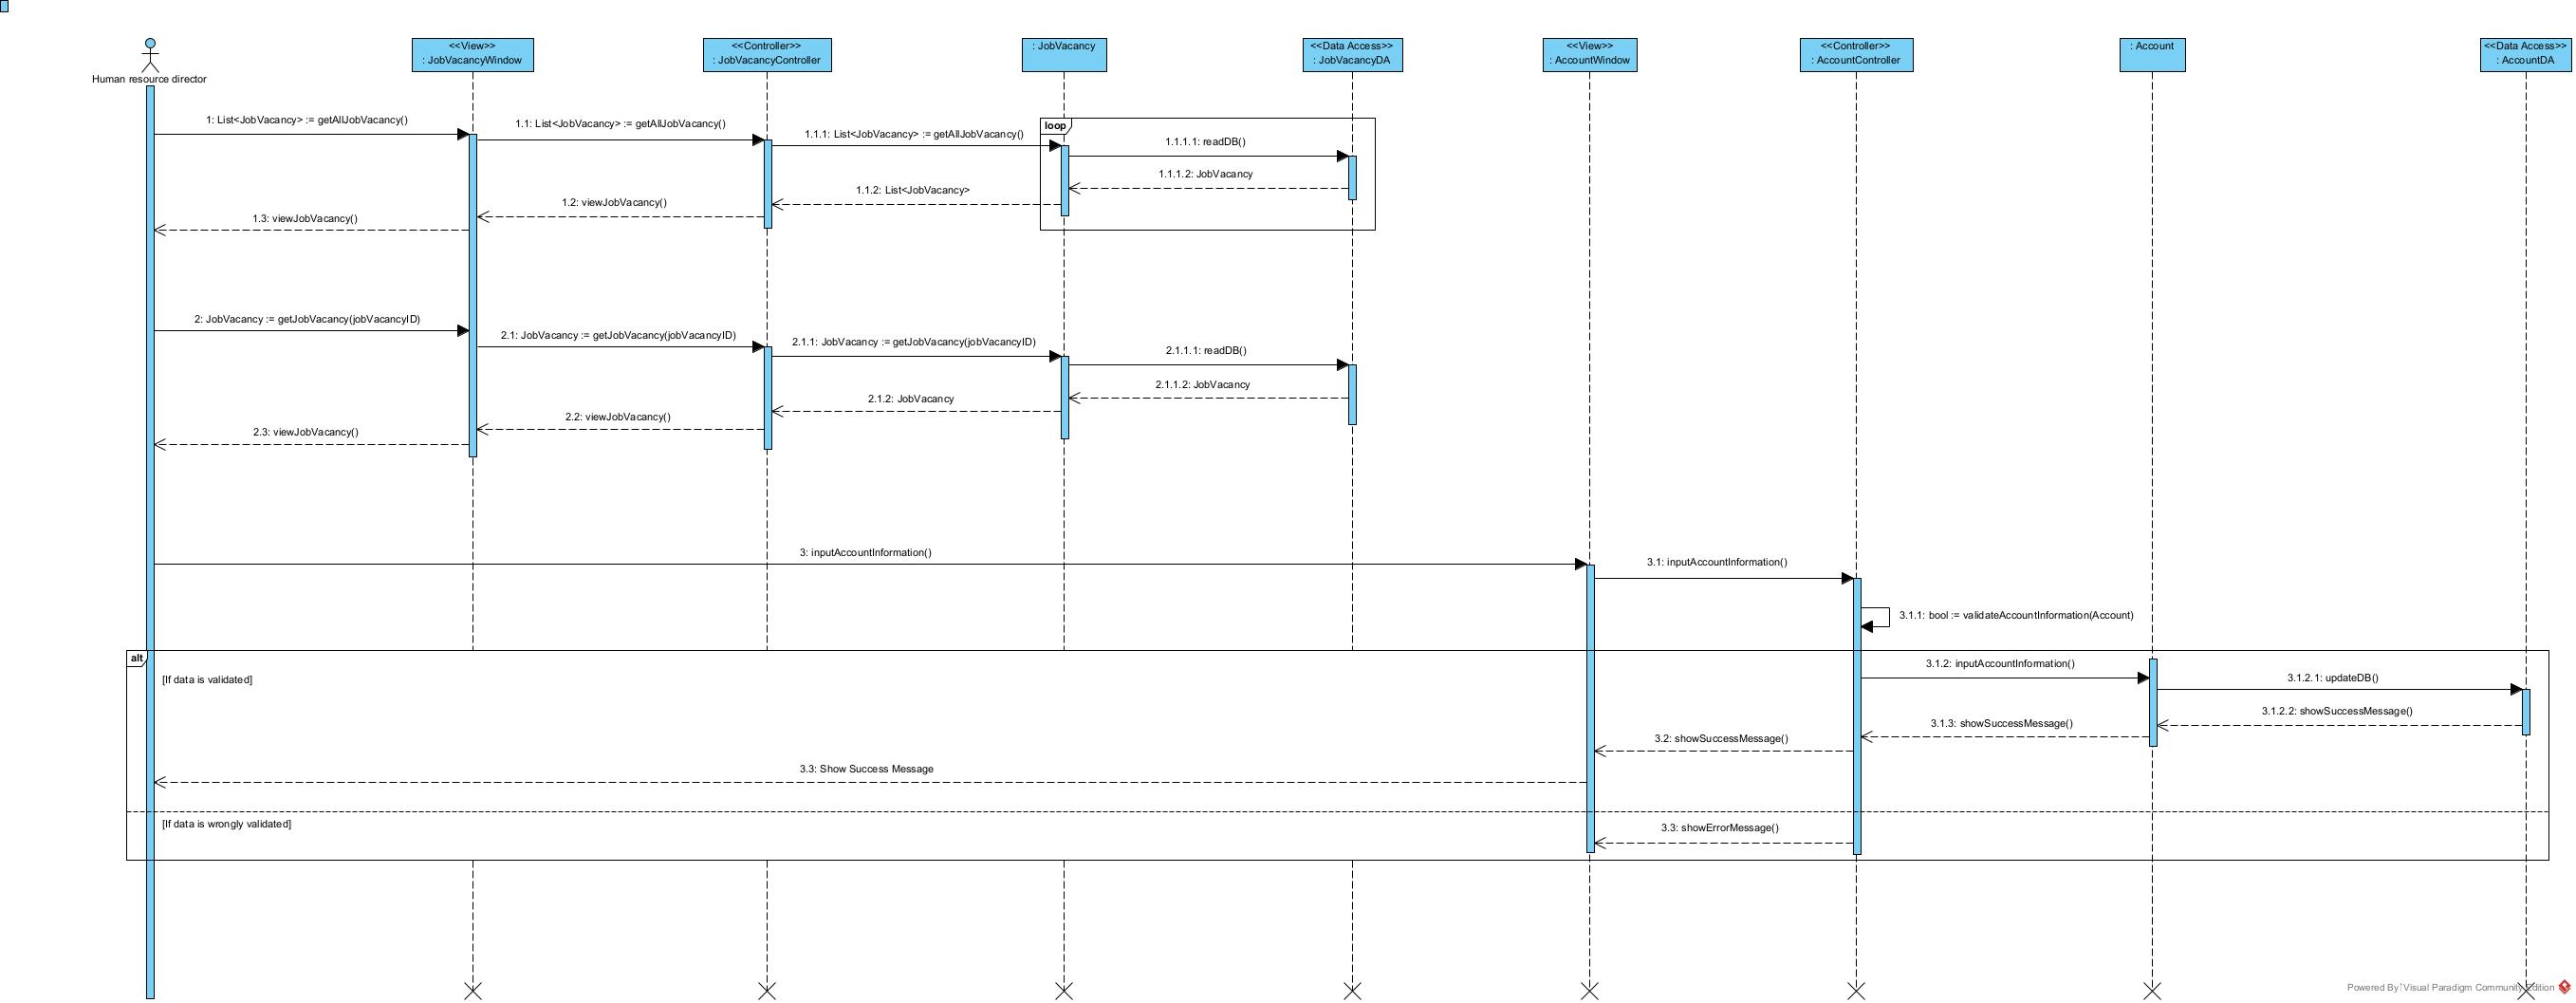 Human resource director
<<View>>
: JobVacancyWindow
<<Controller>>
: JobVacancyController
: JobVacancy
<<Data Access>>
: JobVacancyDA
<<View>>
: AccountWindow
<<Controller>>
: AccountController
: Account
<<Data Access>>
: AccountDA
1: List<JobVacancy> := getAllJobVacancy()
1.1: List<JobVacancy> := getAllJobVacancy()
1.1.1: List<JobVacancy> := getAllJobVacancy()
loop
1.1.1.1: readDB()
1.1.1.2: JobVacancy
1.1.2: List<JobVacancy>
1.2: viewJobVacancy()
1.3: viewJobVacancy()
2: JobVacancy := getJobVacancy(jobVacancyID)
2.1: JobVacancy := getJobVacancy(jobVacancyID)
2.1.1: JobVacancy := getJobVacancy(jobVacancyID)
2.1.1.1: readDB()
2.1.1.2: JobVacancy
2.1.2: JobVacancy
2.2: viewJobVacancy()
2.3: viewJobVacancy()
3: inputAccountInformation()
3.1: inputAccountInformation()
3.1.1: bool := validateAccountInformation(Account)
alt
[If data is validated]
3.1.2: inputAccountInformation()
3.1.2.1: updateDB()
3.1.2.2: showSuccessMessage()
3.1.3: showSuccessMessage()
3.2: showSuccessMessage()
3.3: Show Success Message
[If data is wrongly validated]
3.3: showErrorMessage()
Powered By Visual Paradigm Community Edition